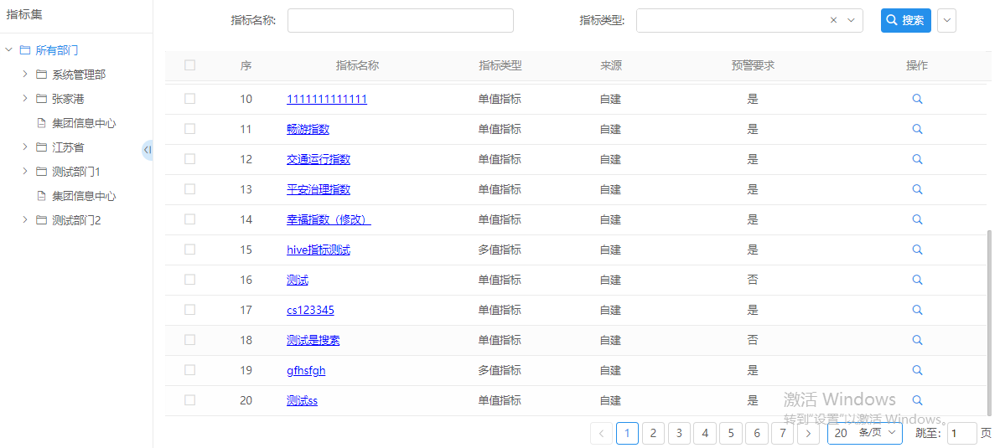 指标集
所有部门
系统管理部
张家港
集团信息中心
江苏省
测试部门1
集团信息中心
测试部门2
指标名称: 指标类型: 搜索
序 指标名称 指标类型 来源 预警要求 操作
10 1111111111111 单值指标 自建 是
11 畅游指数 单值指标 自建 是
12 交通运行指数 单值指标 自建 是
13 平安治理指数 单值指标 自建 是
14 幸福指数（修改） 单值指标 自建 是
15 hive指标测试 多值指标 自建 是
16 测试 单值指标 自建 否
17 cs123345 单值指标 自建 是
18 测试是搜索 单值指标 自建 否
19 gfhsfgh 多值指标 自建 是
20 测试ss 单值指标 自建 是
激活 Windows
转到"设置"以激活 Windows。
1 2 3 4 5 6 7 20 条/页 跳至: 1 页